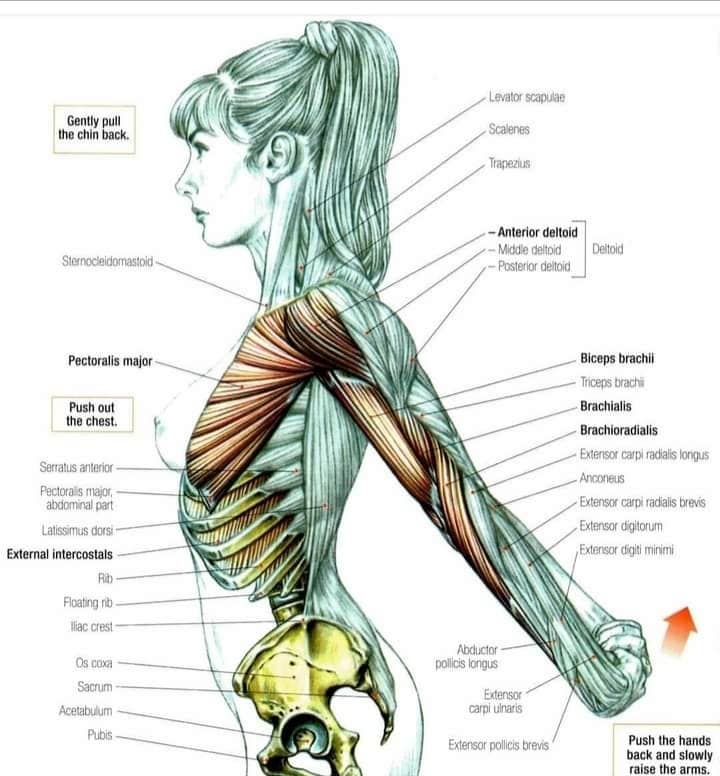 Gently pull
the chin back.
Levator scapulae
Scalenes
Trapezius
Anterior deltoid
Middle deltoid
Posterior deltoid
Deltoid
Sternocleidomastoid
Pectoralis major
Push out
the chest.
Serratus anterior
Pectoralis major,
abdominal part
Latissimus dorsi
External intercostals
Rib
Floating rib
Iliac crest
Os coxa
Sacrum
Acetabulum
Pubis
Biceps brachii
Triceps brachii
Brachialis
Brachioradialis
Extensor carpi radialis longus
Anconeus
Extensor carpi radialis brevis
Extensor digitorum
Extensor digiti minimi
Abductor
pollicis longus
Extensor
carpi ulnaris
Extensor pollicis brevis
Push the hands
back and slowly
raise the arms.